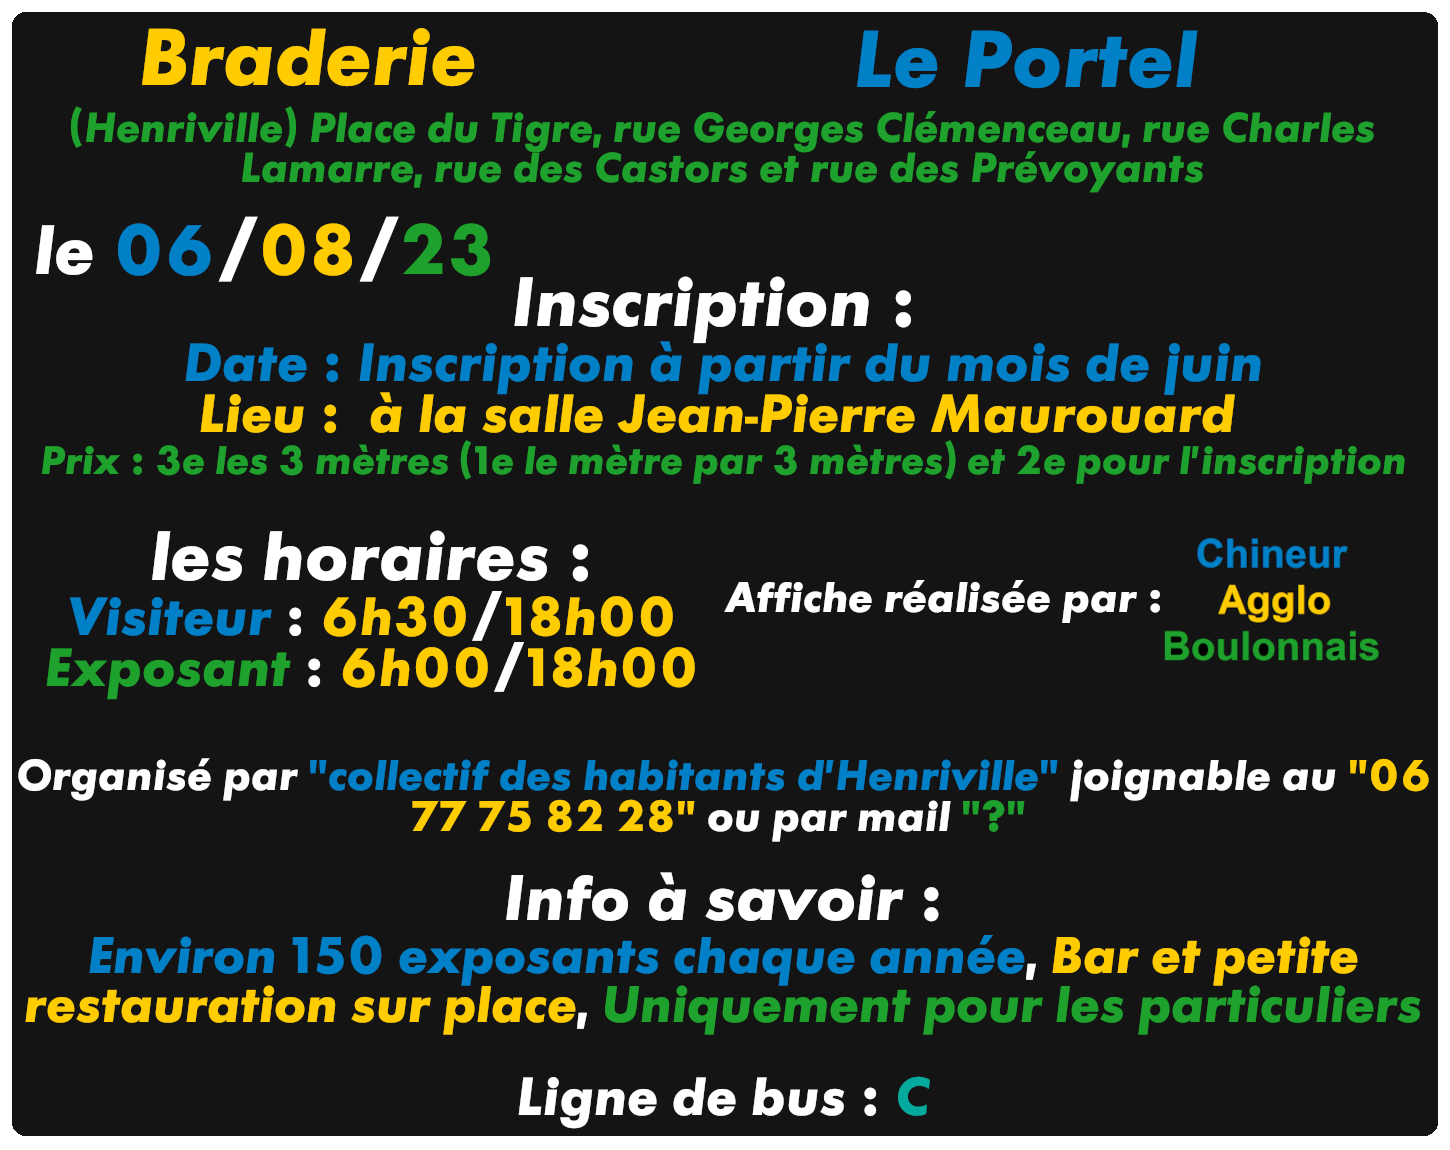 Braderie
Le Portel
(Henriville) Place du Tigre, rue Georges Clémenceau, rue Charles
Lamarre, rue des Castors et rue des Prévoyants
le 06/08/23
Inscription :
Date : Inscription à partir du mois de juin
Lieu :  à la salle Jean-Pierre Maurouard
Prix : 3e les 3 mètres (1e le mètre par 3 mètres) et 2e pour l'inscription
les horaires :
Visiteur : 6h30/18h00
Exposant : 6h00/18h00
Affiche réalisée par :
Chineur
Agglo
Boulonnais
Organisé par "collectif des habitants d'Henriville" joignable au "06
77 75 82 28" ou par mail "?"
Info à savoir :
Environ 150 exposants chaque année, Bar et petite
restauration sur place, Uniquement pour les particuliers
Ligne de bus : C